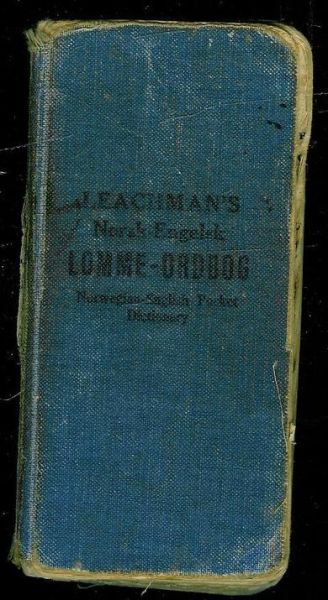 LEACHMAN'S
Norsk-Engelsk
LOMME-ORDBOG
Norwegian-English Pocket
Dictionary